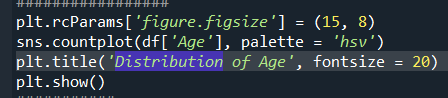 #################
plt.rcParams['figure.figsize'] = (15, 8)
sns.countplot(df['Age'], palette = 'hsv')
plt.title('Distribution of Age', fontsize = 20)
plt.show()
###########